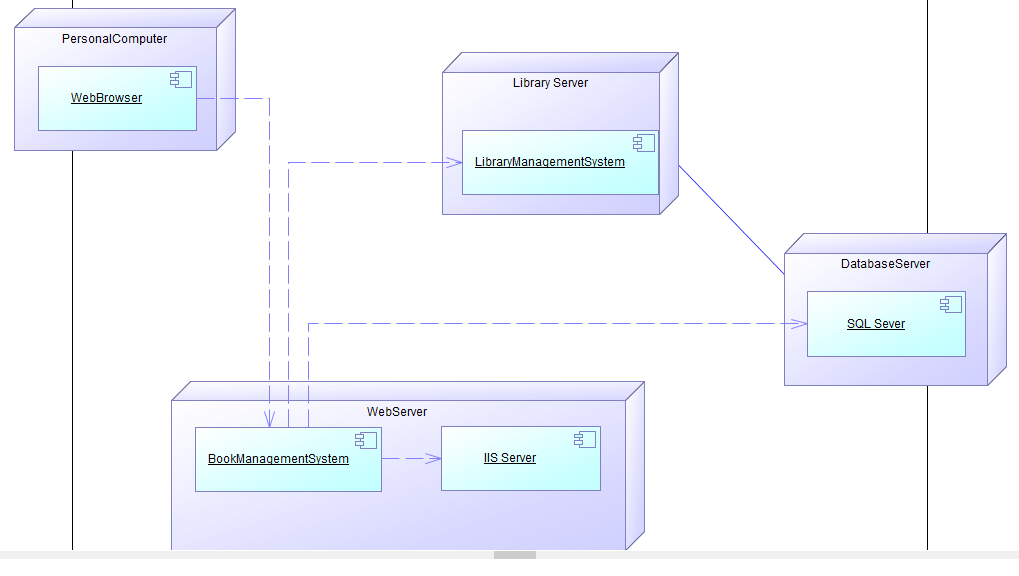 PersonalComputer
WebBrowser
Library Server
LibraryManagementSystem
DatabaseServer
SQL Sever
WebServer
BookManagementSystem
IIS Server